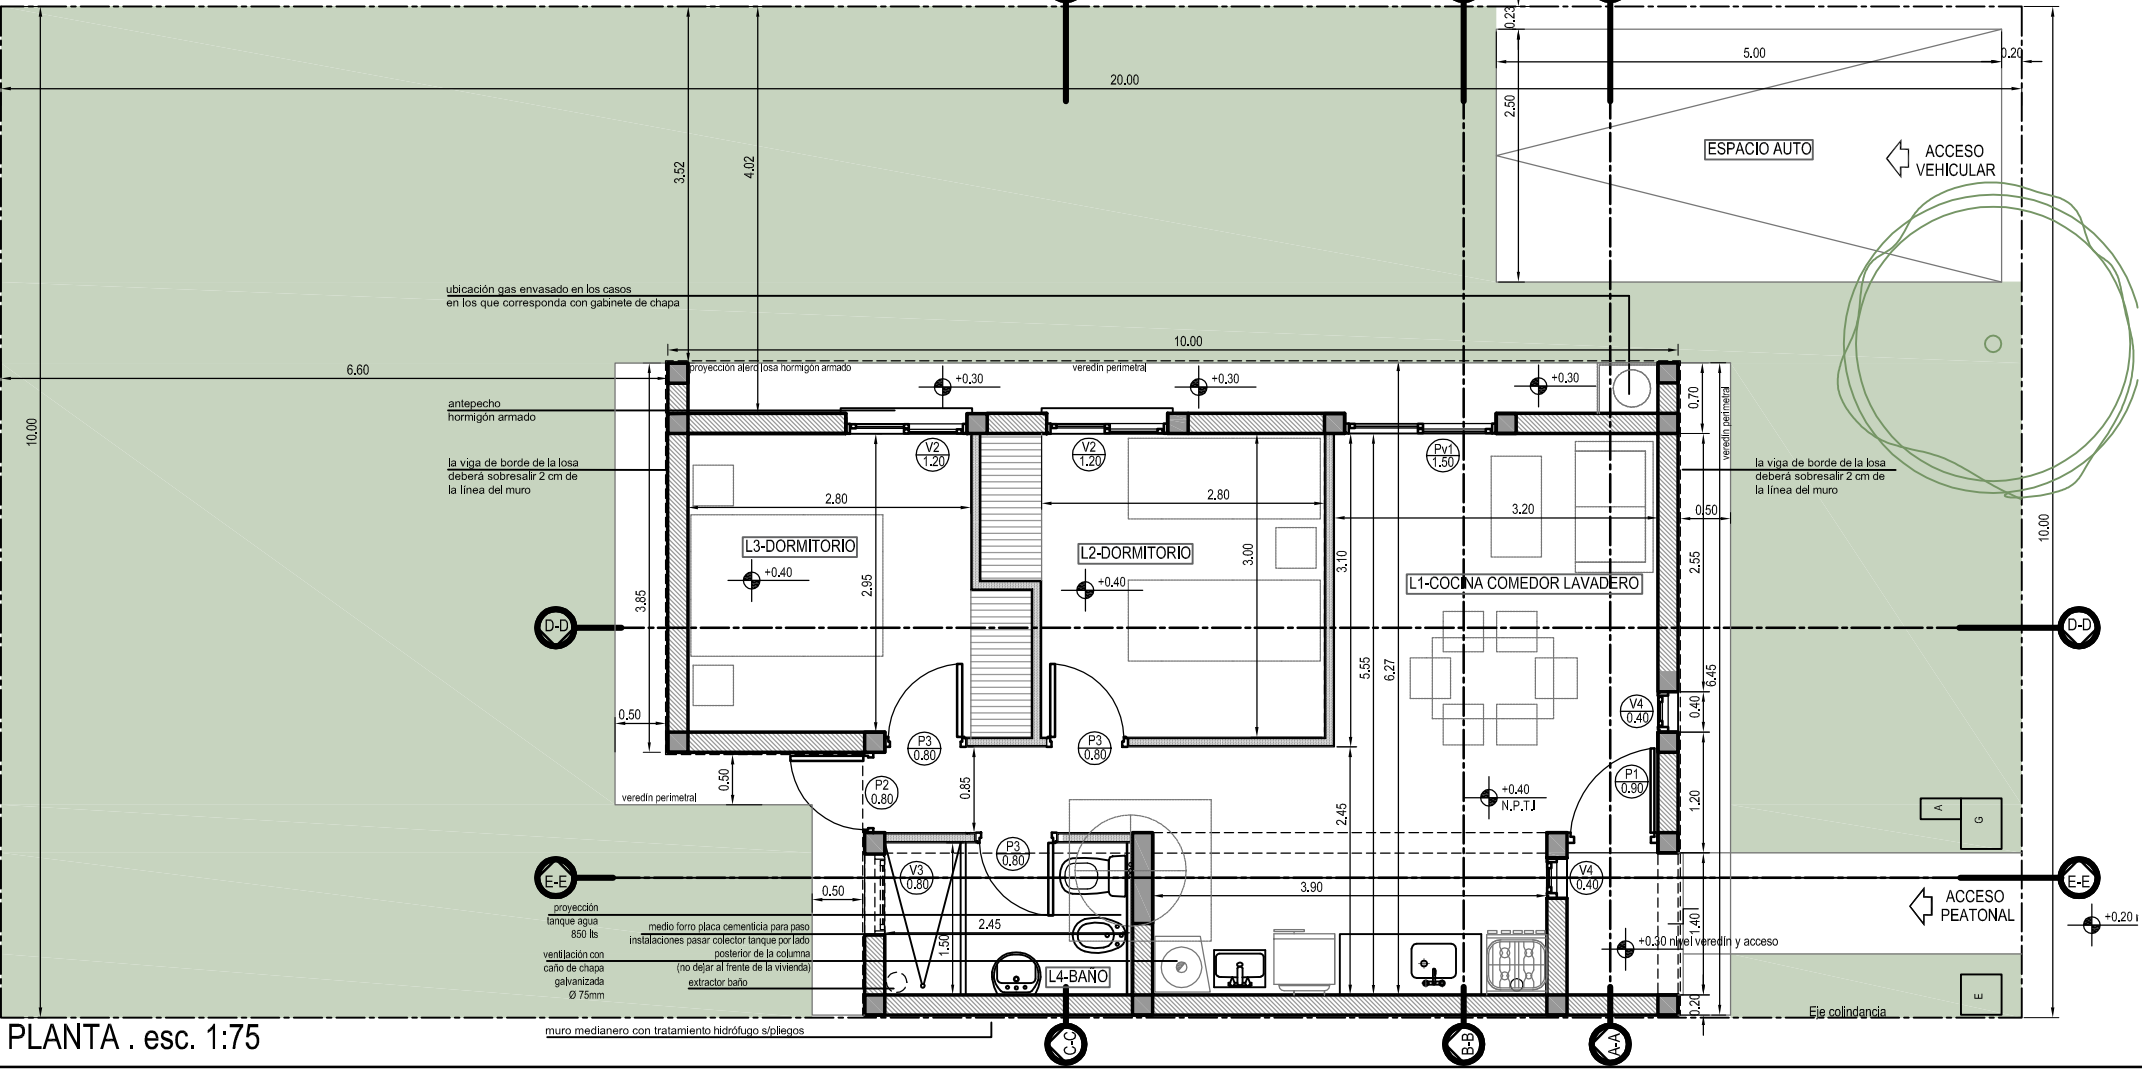 0.23
5.00
0.20
20.00
2.50
3.52
4.02
ESPACIO AUTO
ACCESO
VEHICULAR
ubicación gas envasado en los casos
en los que corresponda con gabinete de chapa
10.00
6.60
proyección alero losa hormigón armado
veredín perimetral
+0.30
+0.30
+0.30
0.70
veredín perimetral
antepecho
hormigón armado
10.00
V2
1.20
V2
1.20
Pv1
1.50
la viga de borde de la losa
deberá sobresalir 2 cm de
la línea del muro
la viga de borde de la losa
deberá sobresalir 2 cm de
la línea del muro
2.80
2.80
3.20
0.50
10.00
L3-DORMITORIO
L2-DORMITORIO
L1-COCINA COMEDOR LAVADERO
+0.40
+0.40
2.95
3.00
3.10
2.55
3.85
D-D
D-D
5.55
6.27
6.45
0.50
V4
0.40
0.40
P3
0.80
P3
0.80
P2
0.80
0.50
0.85
P1
0.90
1.20
+0.40
N.P.T.I
2.45
veredín perimetral
A
G
P3
0.80
V3
0.80
V4
0.40
E-E
E-E
0.50
3.90
ACCESO
PEATONAL
+0.20
proyección
tanque agua
850 lts
medio forro placa cementicia para paso
instalaciones pasar colector tanque por lado
posterior de la columna
(no dejar al frente de la vivienda)
2.45
1.50
1.40
+0.30 nivel veredín y acceso
ventilación con
caño de chapa
galvanizada
Ø 75mm
extractor baño
L4-BAÑO
E
0.20
Eje colindancia
muro medianero con tratamiento hidrófugo s/pliegos
C-C
B-B
A-A
PLANTA . esc. 1:75